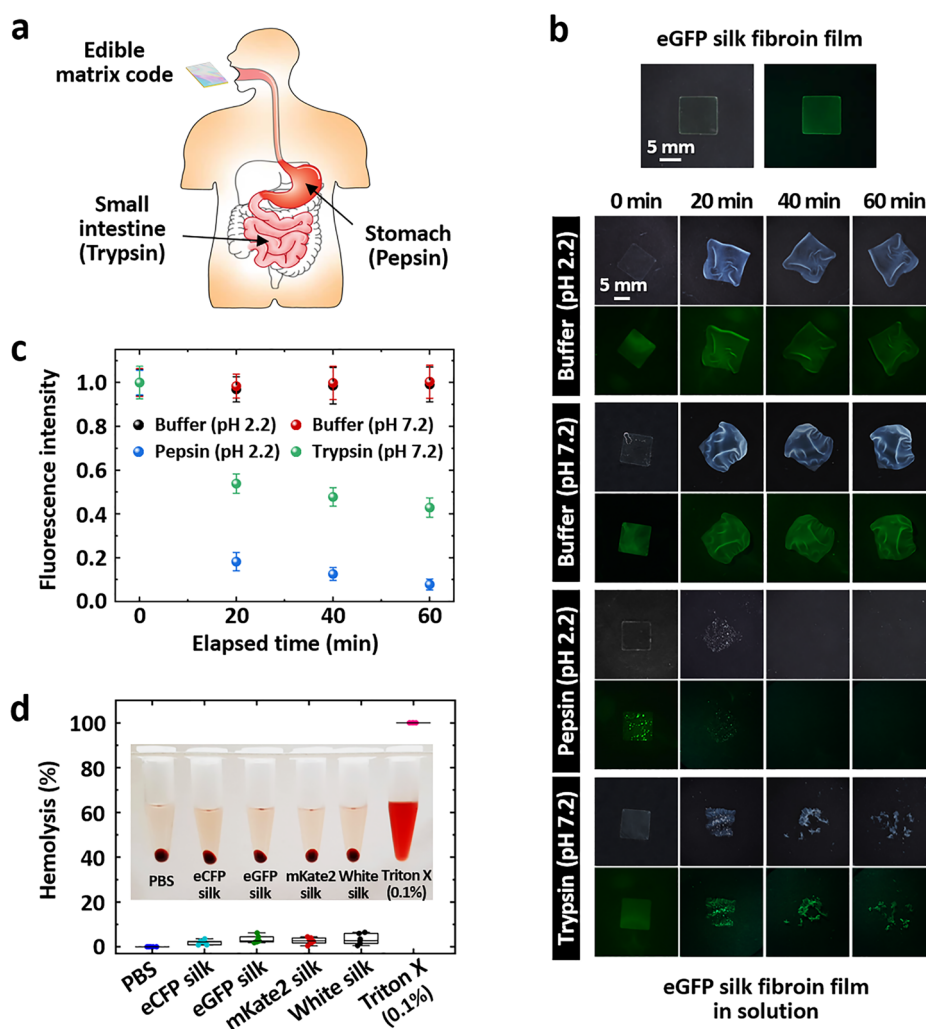 a
Edible
matrix code
Small
intestine
(Trypsin)
Stomach
(Pepsin)
b
eGFP silk fibroin film
5 mm
0 min 20 min 40 min 60 min
5 mm
Buffer (pH 2.2)
Buffer (pH 7.2)
Pepsin (pH 2.2)
Trypsin (pH 7.2)
eGFP silk fibroin film
in solution
c
Fluorescence intensity
1.0
0.8
0.6
0.4
0.2
0.0
Buffer (pH 2.2) Buffer (pH 7.2)
Pepsin (pH 2.2) Trypsin (pH 7.2)
0 20 40 60
Elapsed time (min)
d
Hemolysis (%)
100
80
60
40
20
0
PBS eCFP silk eGFP silk mKate2 silk White silk Triton X (0.1%)
PBS
eCFP silk
eGFP silk
mKate2 silk
White silk
Triton X
(0.1%)